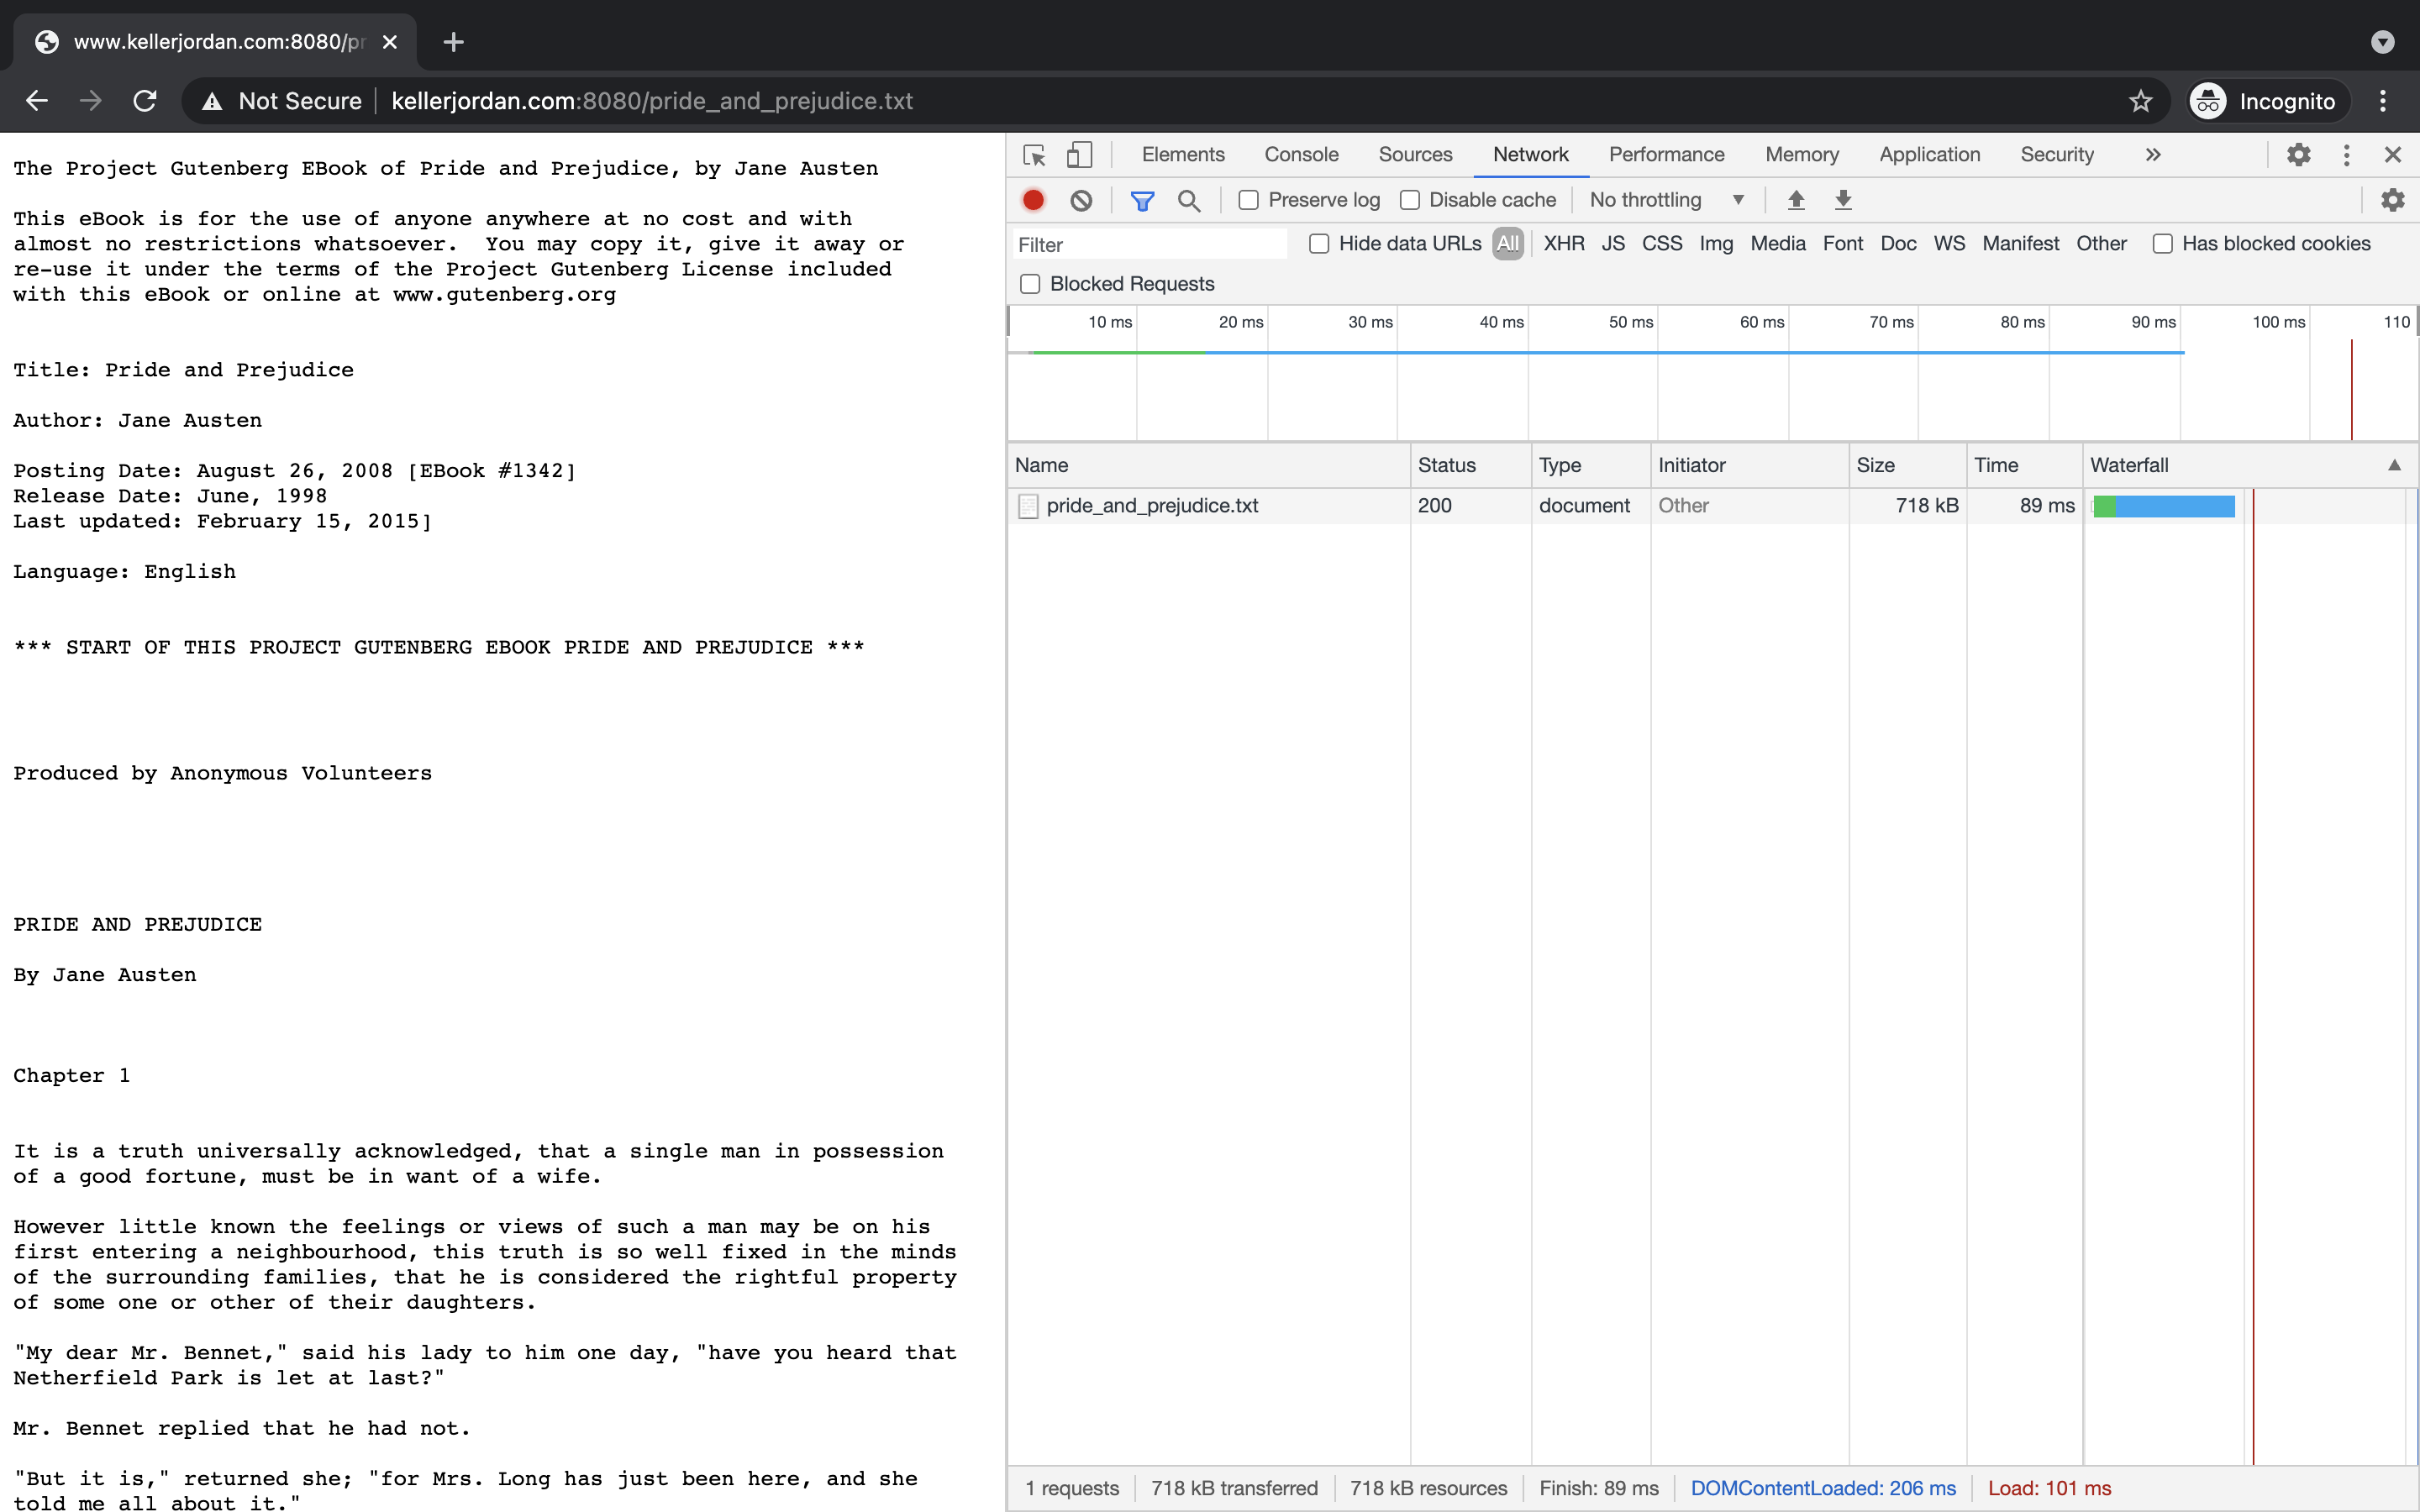 www.kellerjordan.com:8080/pr
Not Secure kellerjordan.com:8080/pride_and_prejudice.txt Incognito
The Project Gutenberg EBook of Pride and Prejudice, by Jane Austen
This eBook is for the use of anyone anywhere at no cost and with
almost no restrictions whatsoever.  You may copy it, give it away or
re-use it under the terms of the Project Gutenberg License included
with this eBook or online at www.gutenberg.org
Title: Pride and Prejudice
Author: Jane Austen
Posting Date: August 26, 2008 [EBook #1342]
Release Date: June, 1998
Last updated: February 15, 2015]
Language: English
*** START OF THIS PROJECT GUTENBERG EBOOK PRIDE AND PREJUDICE ***
Produced by Anonymous Volunteers
PRIDE AND PREJUDICE
By Jane Austen
Chapter 1
It is a truth universally acknowledged, that a single man in possession
of a good fortune, must be in want of a wife.
However little known the feelings or views of such a man may be on his
first entering a neighbourhood, this truth is so well fixed in the minds
of the surrounding families, that he is considered the rightful property
of some one or other of their daughters.
"My dear Mr. Bennet," said his lady to him one day, "have you heard that
Netherfield Park is let at last?"
Mr. Bennet replied that he had not.
"But it is," returned she; "for Mrs. Long has just been here, and she
told me all about it."
Elements Console Sources Network Performance Memory Application Security
Preserve log Disable cache No throttling
Filter Hide data URLs All XHR JS CSS Img Media Font Doc WS Manifest Other Has blocked cookies
Blocked Requests
10 ms 20 ms 30 ms 40 ms 50 ms 60 ms 70 ms 80 ms 90 ms 100 ms 110
Name Status Type Initiator Size Time Waterfall
pride_and_prejudice.txt 200 document Other 718 kB 89 ms
1 requests 718 kB transferred 718 kB resources Finish: 89 ms DOMContentLoaded: 206 ms Load: 101 ms